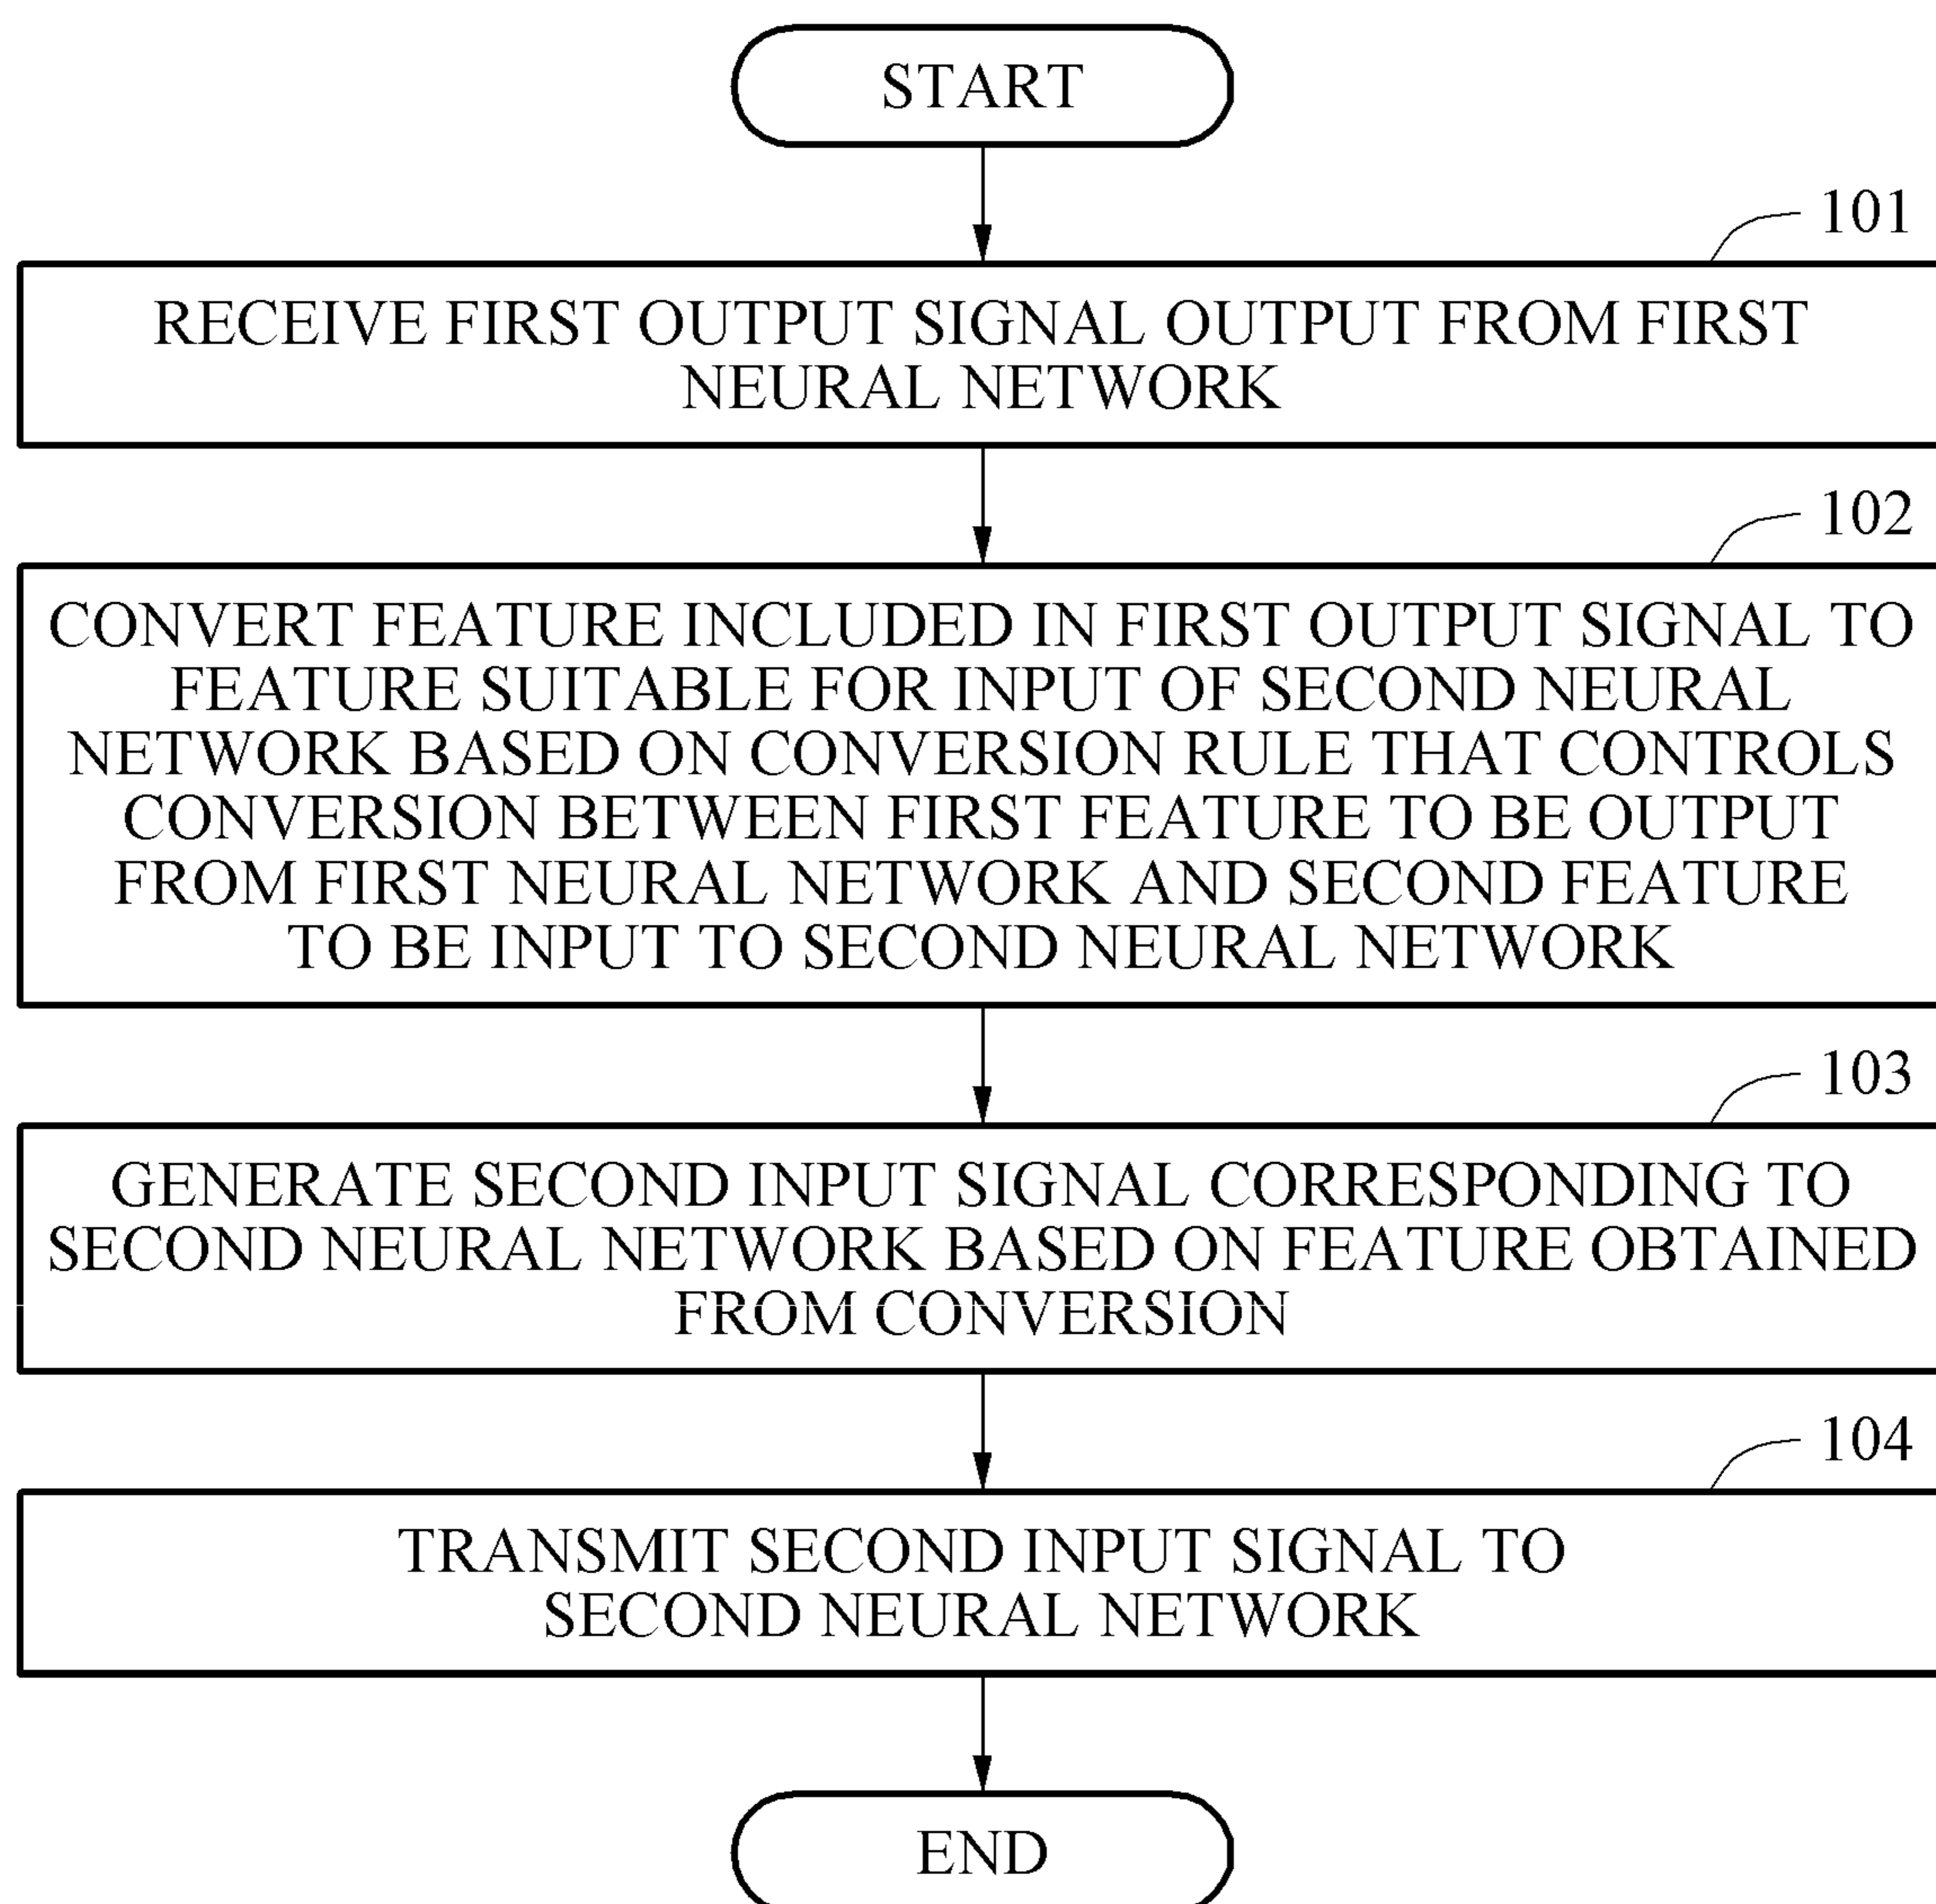 START
101
RECEIVE FIRST OUTPUT SIGNAL OUTPUT FROM FIRST
NEURAL NETWORK
102
CONVERT FEATURE INCLUDED IN FIRST OUTPUT SIGNAL TO
FEATURE SUITABLE FOR INPUT OF SECOND NEURAL
NETWORK BASED ON CONVERSION RULE THAT CONTROLS
CONVERSION BETWEEN FIRST FEATURE TO BE OUTPUT
FROM FIRST NEURAL NETWORK AND SECOND FEATURE
TO BE INPUT TO SECOND NEURAL NETWORK
103
GENERATE SECOND INPUT SIGNAL CORRESPONDING TO
SECOND NEURAL NETWORK BASED ON FEATURE OBTAINED
FROM CONVERSION
104
TRANSMIT SECOND INPUT SIGNAL TO
SECOND NEURAL NETWORK
END